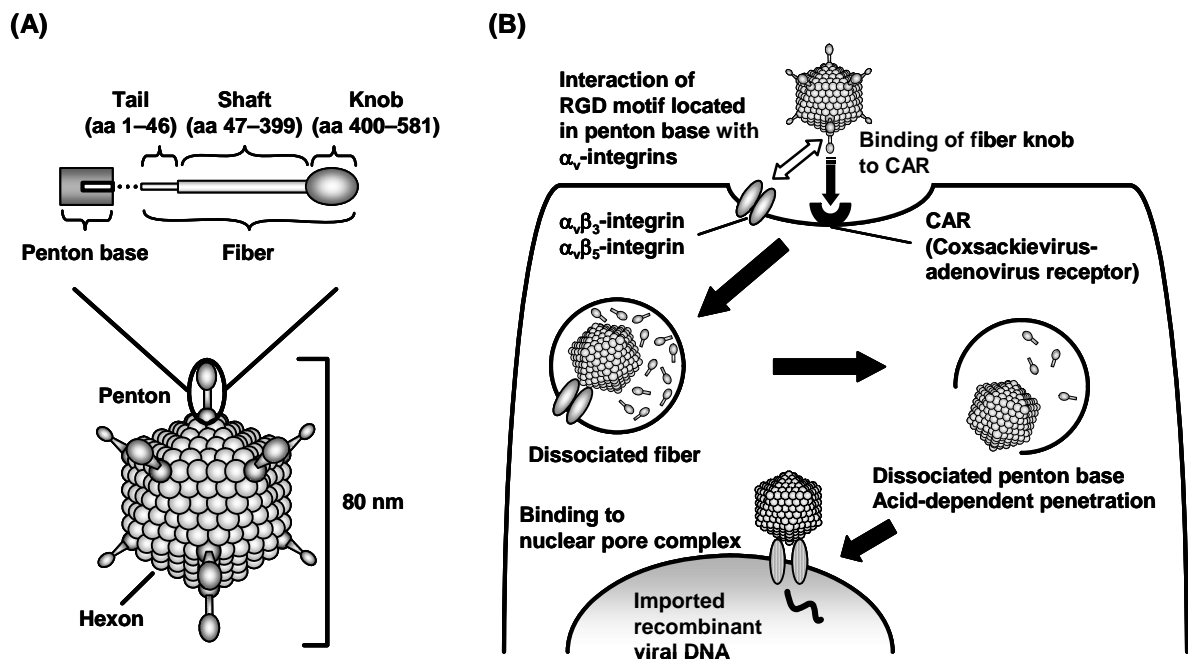 (A)
Tail
(aa 1–46)
Shaft
(aa 47–399)
Knob
(aa 400–581)
Penton base
Fiber
Penton
80 nm
Hexon
(B)
Interaction of
RGD motif located
in penton base with
αv-integrins
Binding of fiber knob
to CAR
αvβ3-integrin
αvβ5-integrin
CAR
(Coxsackievirus-
adenovirus receptor)
Dissociated fiber
Dissociated penton base
Acid-dependent penetration
Binding to
nuclear pore complex
Imported
recombinant
viral DNA